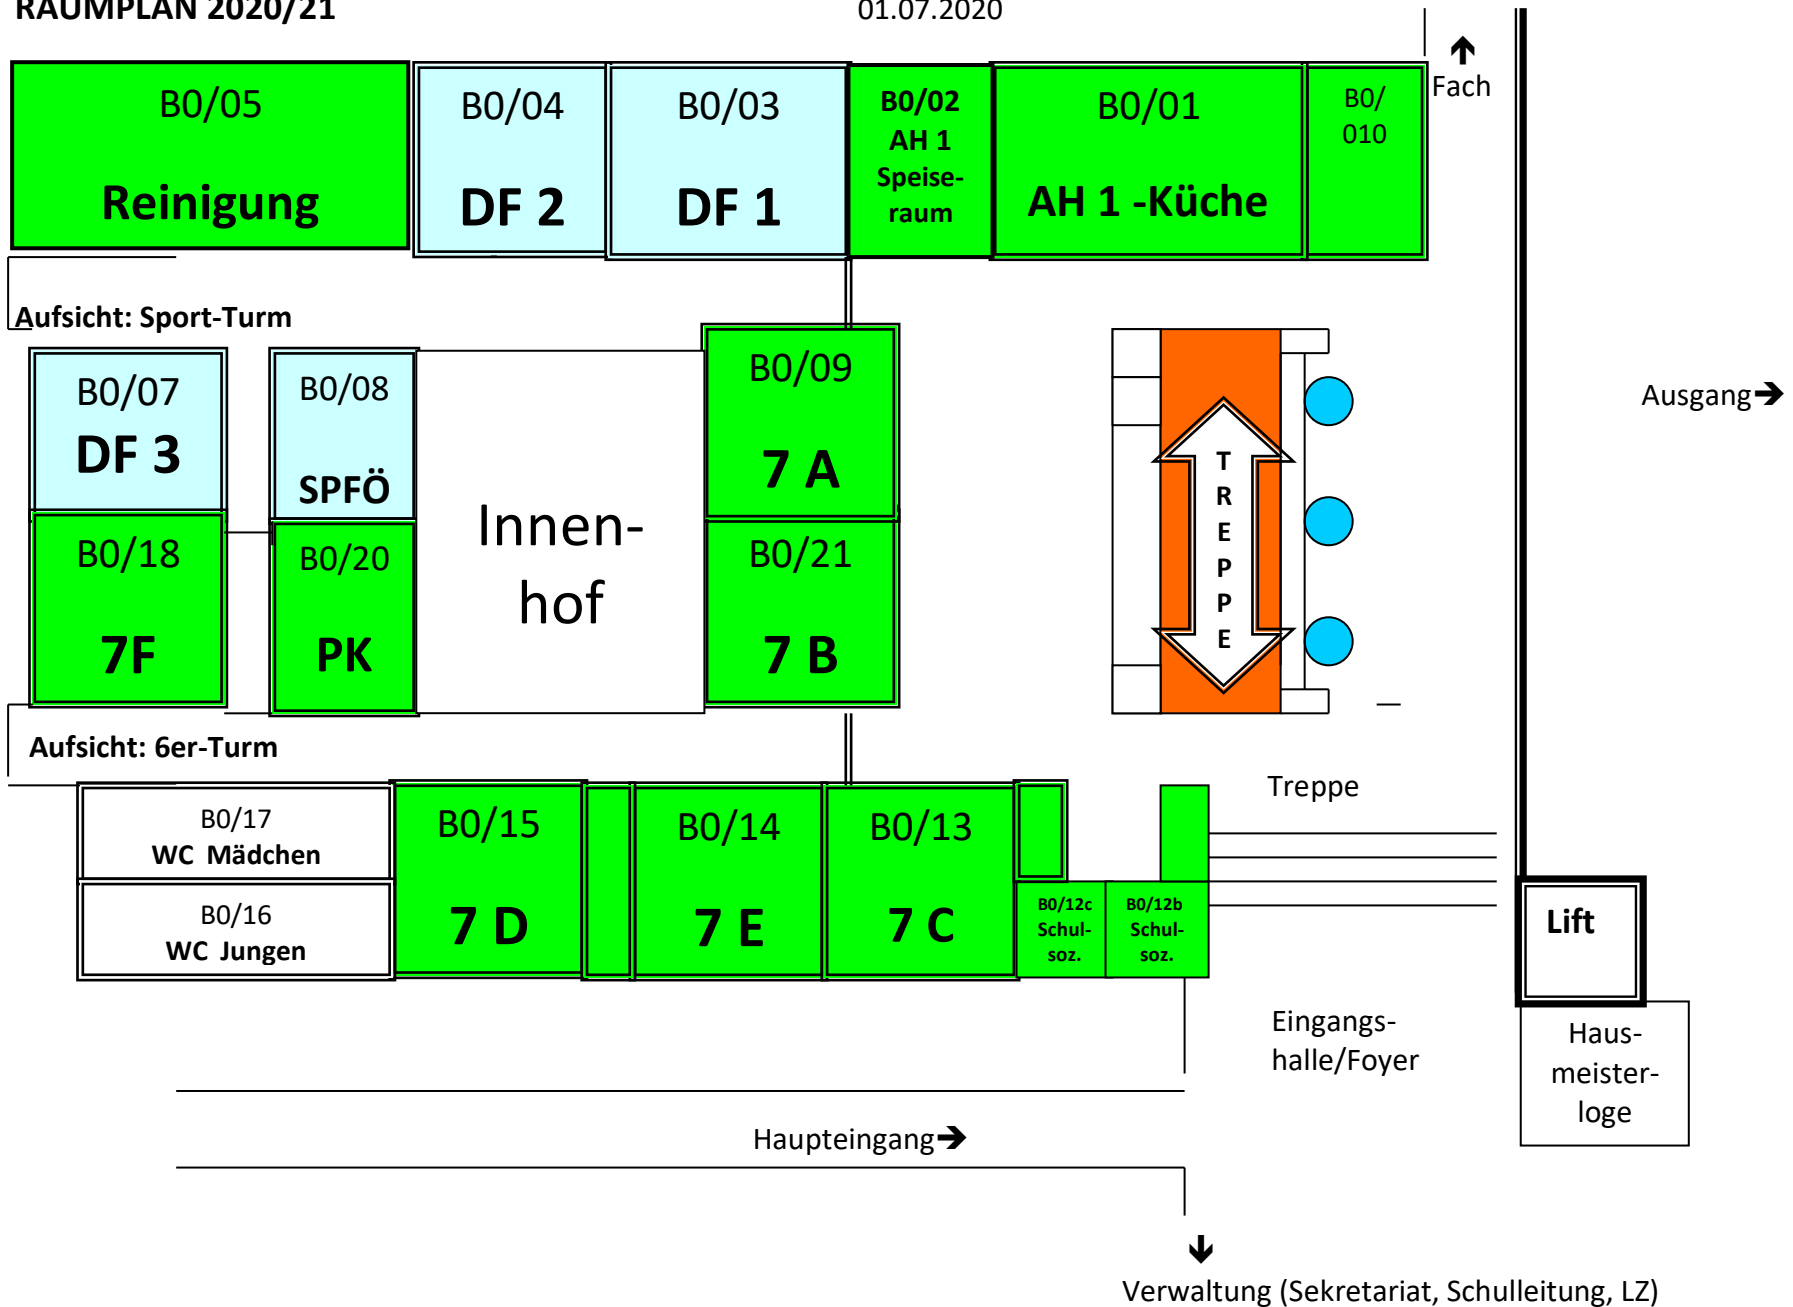 RAUMPLAN 2020/21
01.07.2020
Fach
B0/05
Reinigung
B0/04
DF 2
B0/03
DF 1
B0/02
AH 1
Speise-
raum
B0/01
AH 1 -Küche
B0/
010
Aufsicht: Sport-Turm
B0/07
DF 3
B0/08
SPFÖ
Innen-
hof
B0/09
7 A
T
R
E
P
P
E
Ausgang➔
B0/18
7F
B0/20
PK
B0/21
7 B
Aufsicht: 6er-Turm
B0/17
WC  Mädchen
B0/16
WC  Jungen
B0/15
7 D
B0/14
7 E
B0/13
7 C
B0/12c
Schul-
soz.
B0/12b
Schul-
soz.
Treppe
Lift
Eingangs-
halle/Foyer
Haus-
meister-
loge
Haupteingang➔
Verwaltung (Sekretariat, Schulleitung, LZ)